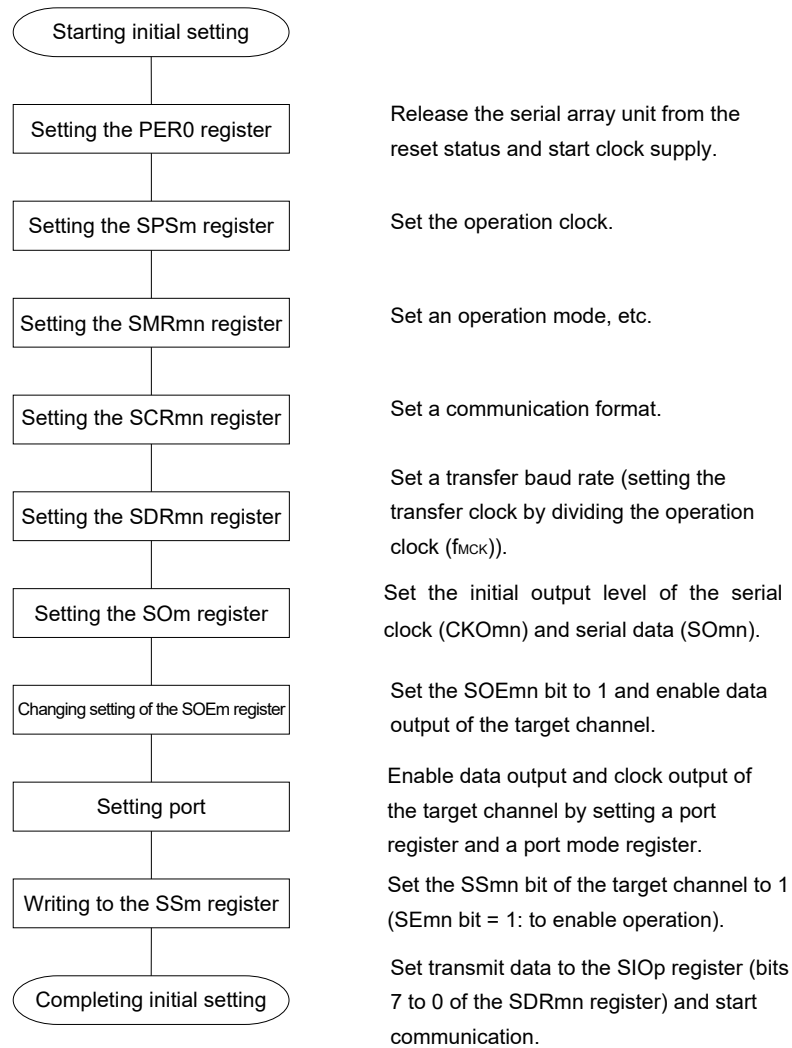 Starting initial setting
Setting the PER0 register
Release the serial array unit from the
reset status and start clock supply.
Setting the SPSm register
Set the operation clock.
Setting the SMRmn register
Set an operation mode, etc.
Setting the SCRmn register
Set a communication format.
Setting the SDRmn register
Set a transfer baud rate (setting the
transfer clock by dividing the operation
clock (fMCK)).
Setting the SOm register
Set the initial output level of the serial
clock (CKOmn) and serial data (SOmn).
Changing setting of the SOEm register
Set the SOEmn bit to 1 and enable data
output of the target channel.
Setting port
Enable data output and clock output of
the target channel by setting a port
register and a port mode register.
Writing to the SSm register
Set the SSmn bit of the target channel to 1
(SEmn bit = 1: to enable operation).
Completing initial setting
Set transmit data to the SIOp register (bits
7 to 0 of the SDRmn register) and start
communication.